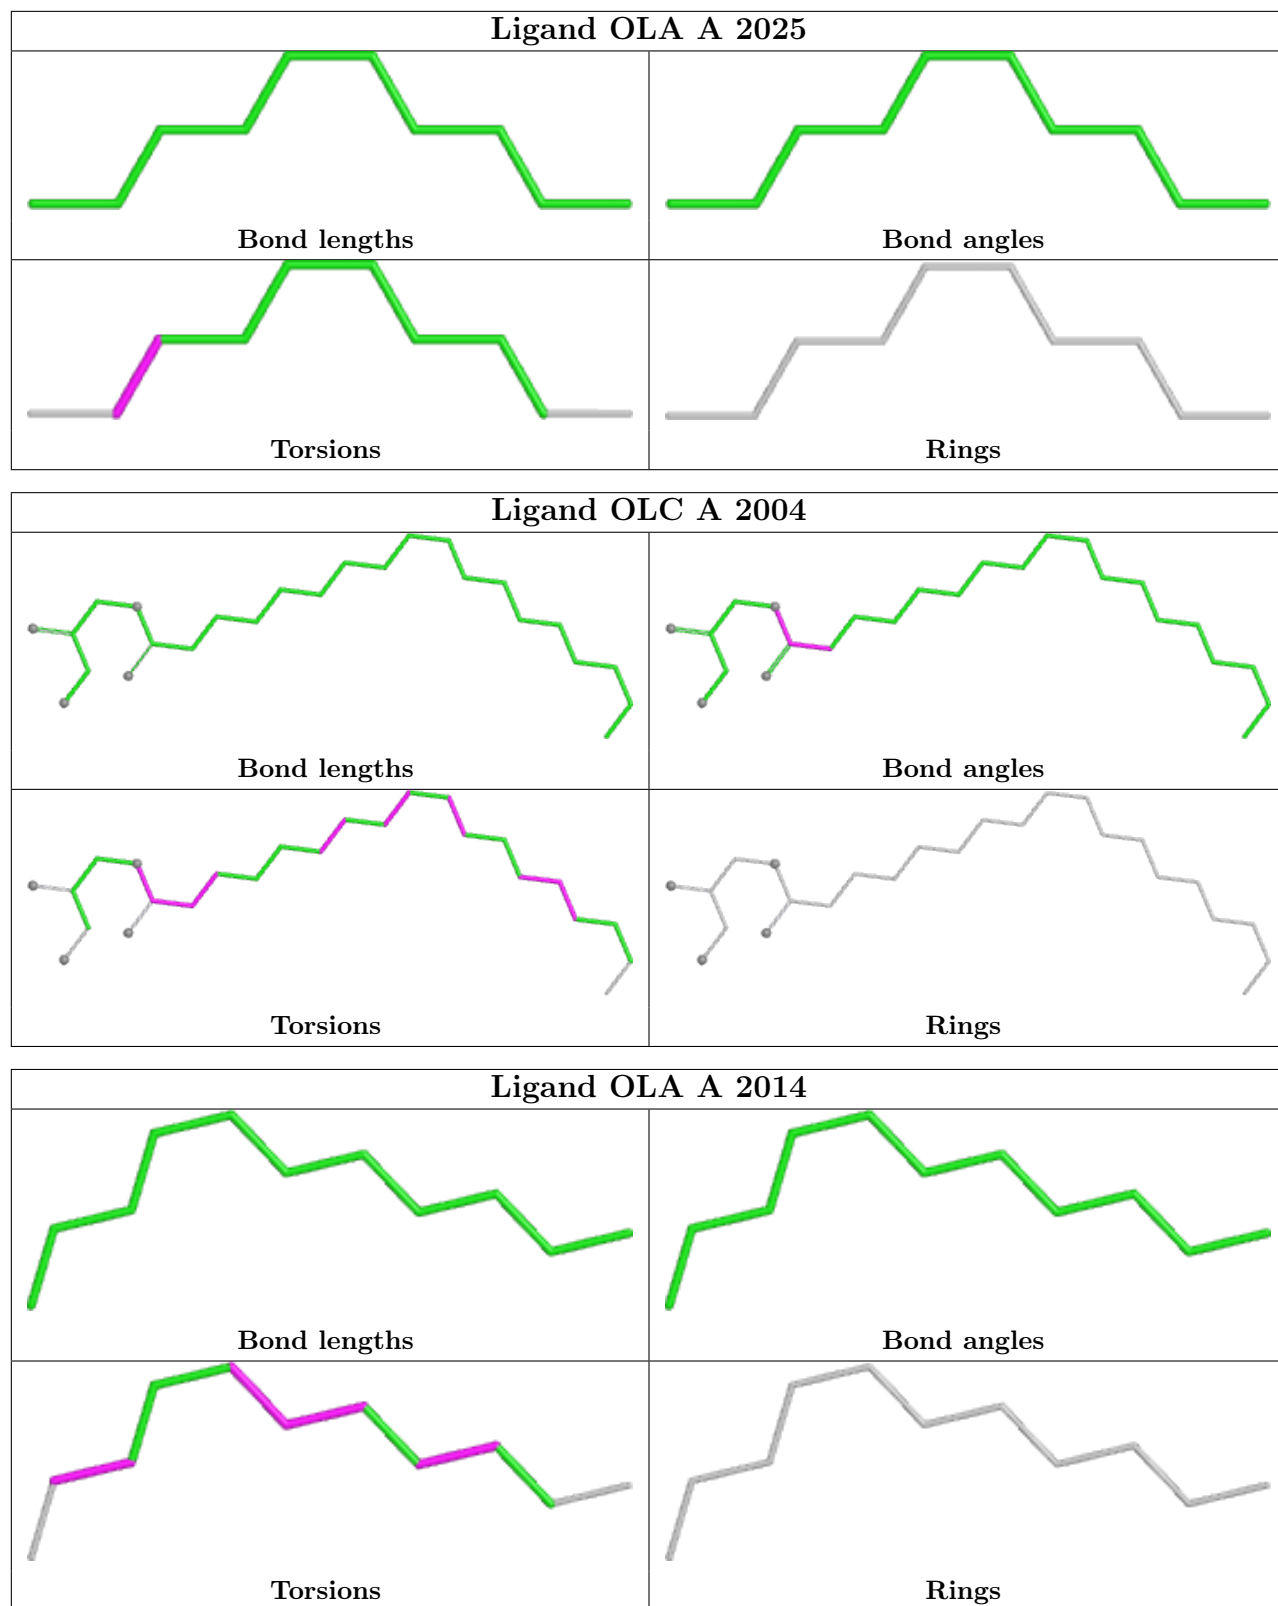 Ligand OLA A 2025
Bond lengths
Bond angles
Torsions
Rings
Ligand OLC A 2004
Bond lengths
Bond angles
Torsions
Rings
Ligand OLA A 2014
Bond lengths
Bond angles
Torsions
Rings